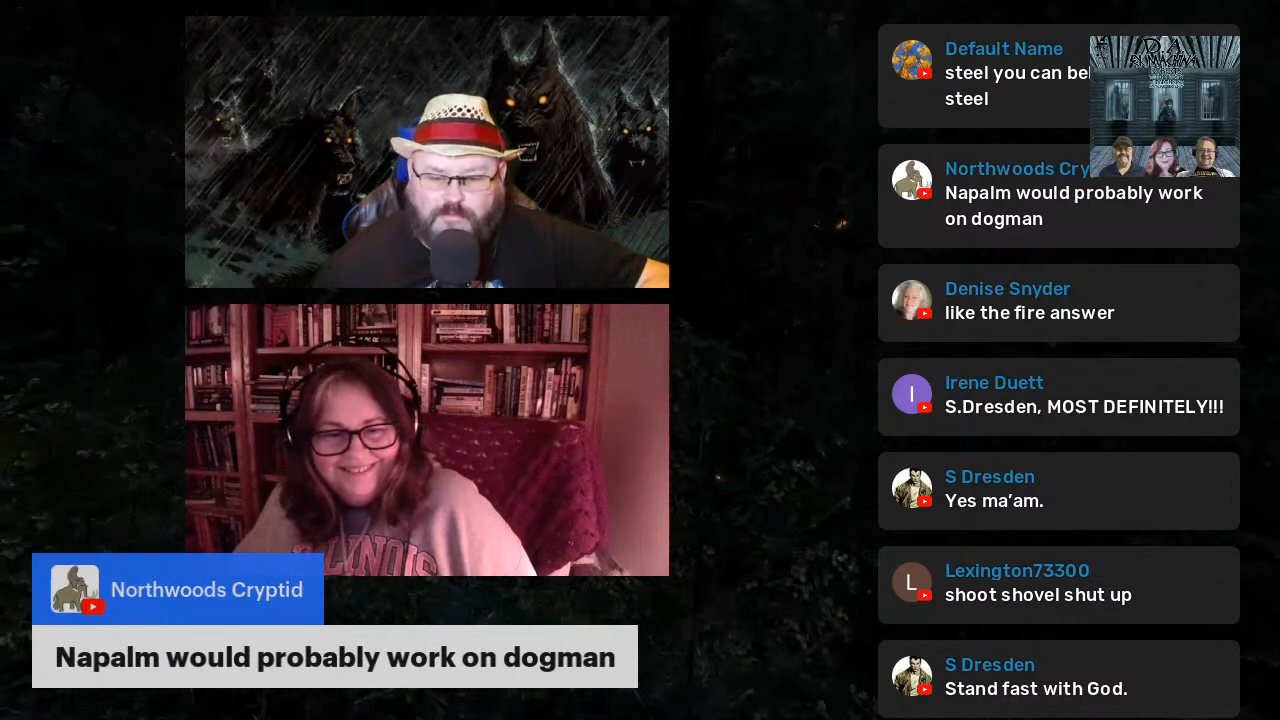 Default Name
steel you can
steel
Northwoods
Napalm would probably work
on dogman
Denise Snyder
like the fire answer
Irene Duett
I
S.Dresden, MOST DEFINITELY!!!
S Dresden
Yes ma’am.
Lexington73300
L
shoot shovel shut up
S Dresden
Stand fast with God.
Northwoods Cryptid
Napalm would probably work on dogman